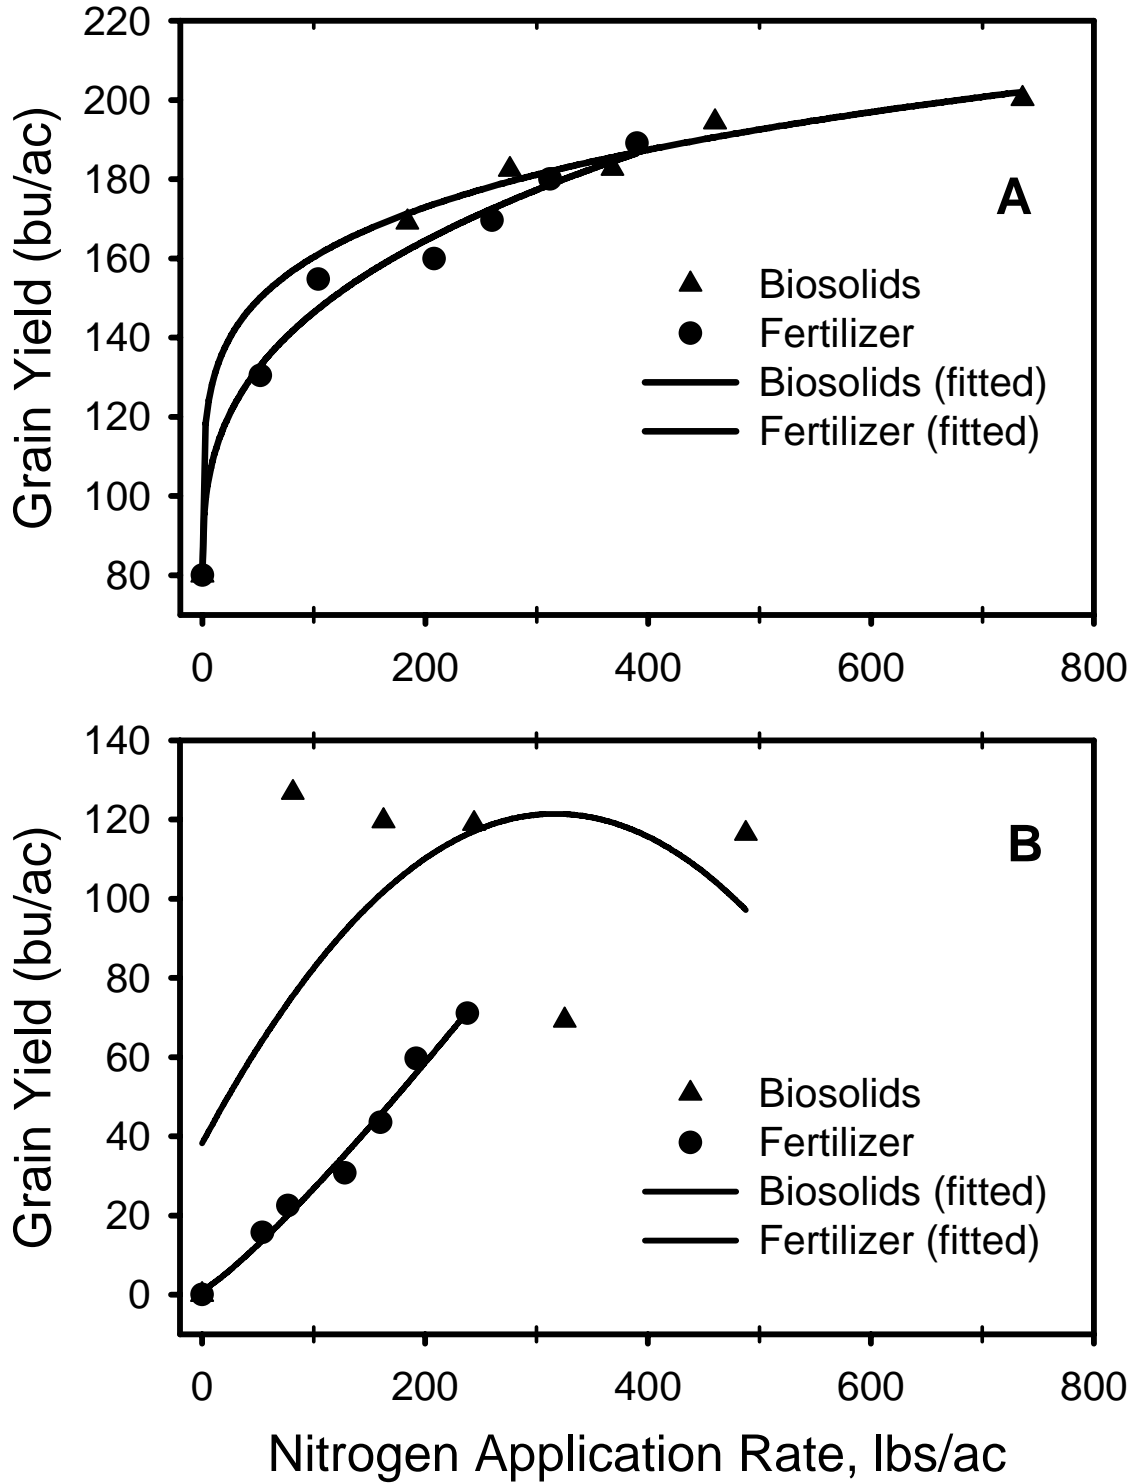 220
200
180
160
140
120
100
80
Grain Yield (bu/ac)
A
Biosolids
Fertilizer
Biosolids (fitted)
Fertilizer (fitted)
0 200 400 600 800
140
120
100
80
60
40
20
0
Grain Yield (bu/ac)
B
Biosolids
Fertilizer
Biosolids (fitted)
Fertilizer (fitted)
0 200 400 600 800
Nitrogen Application Rate, lbs/ac